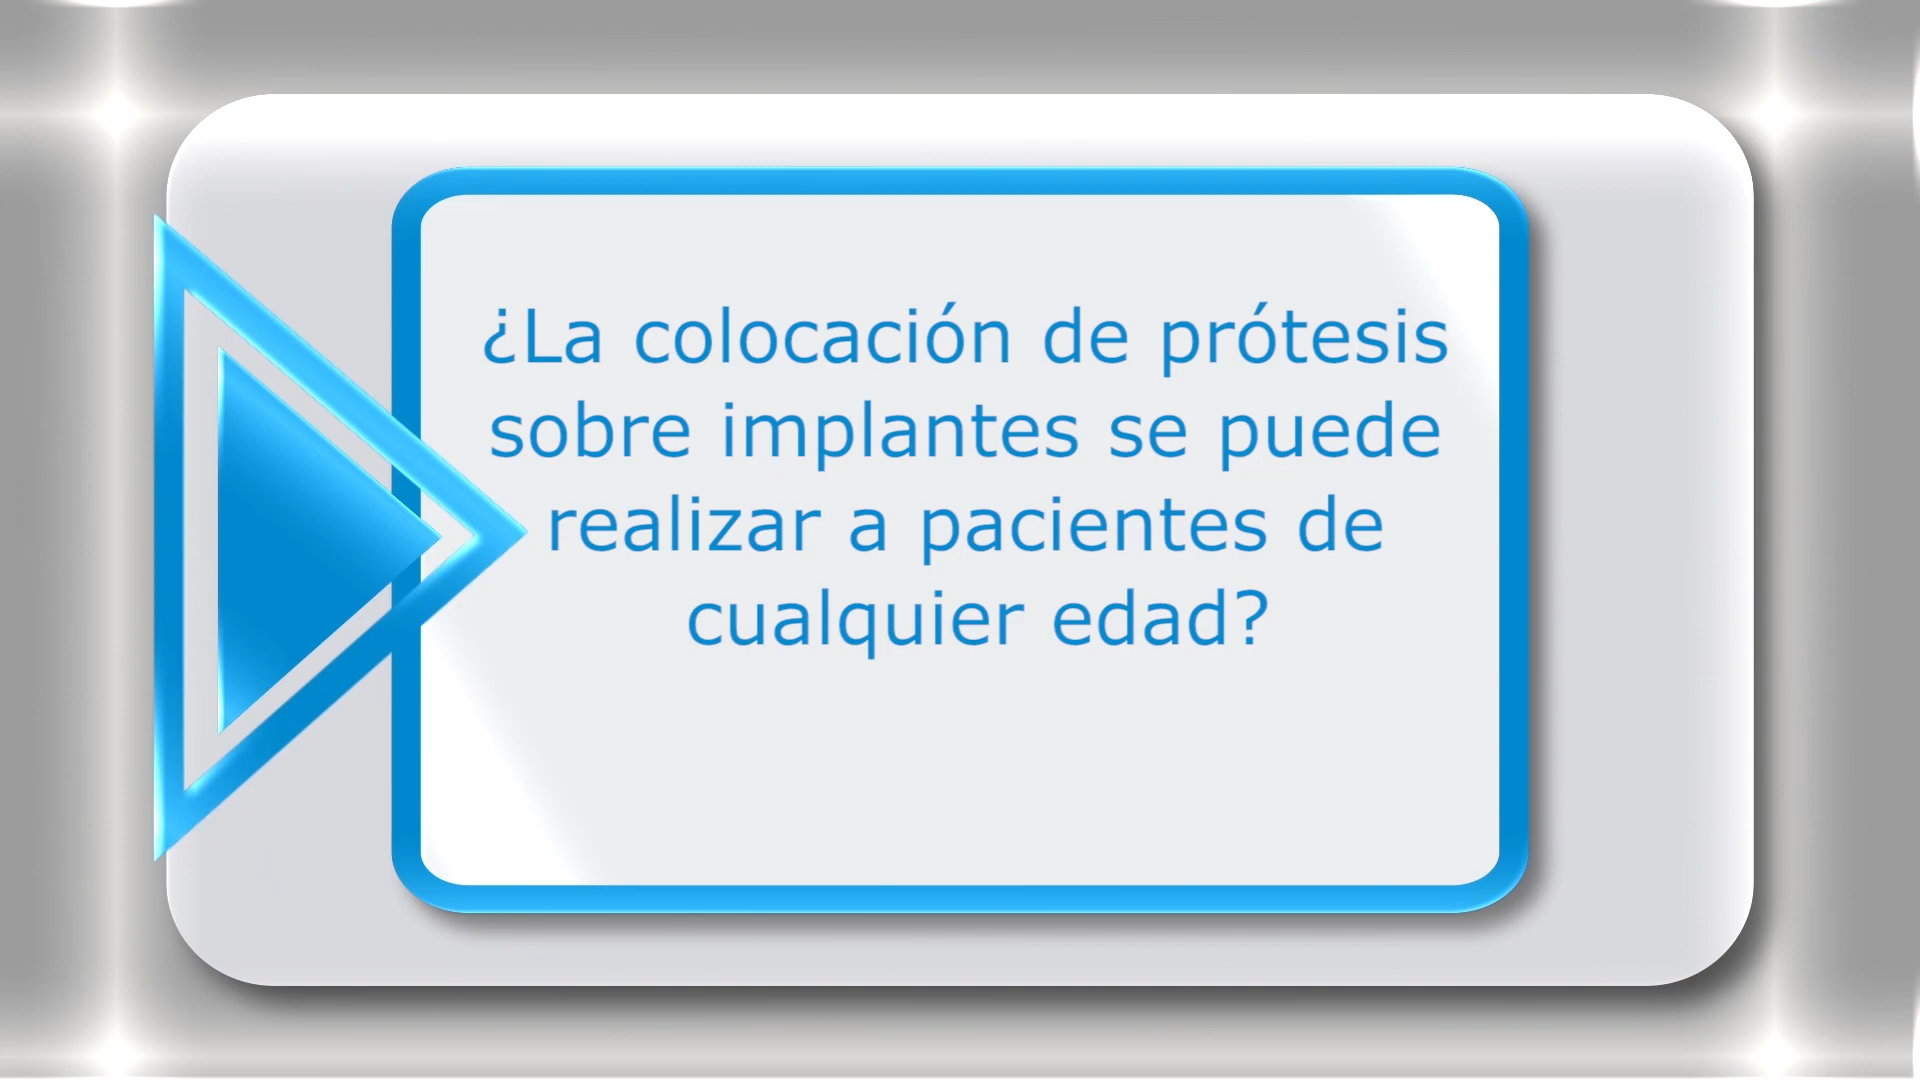 ¿La colocación de prótesis
sobre implantes se puede
realizar a pacientes de
cualquier edad?